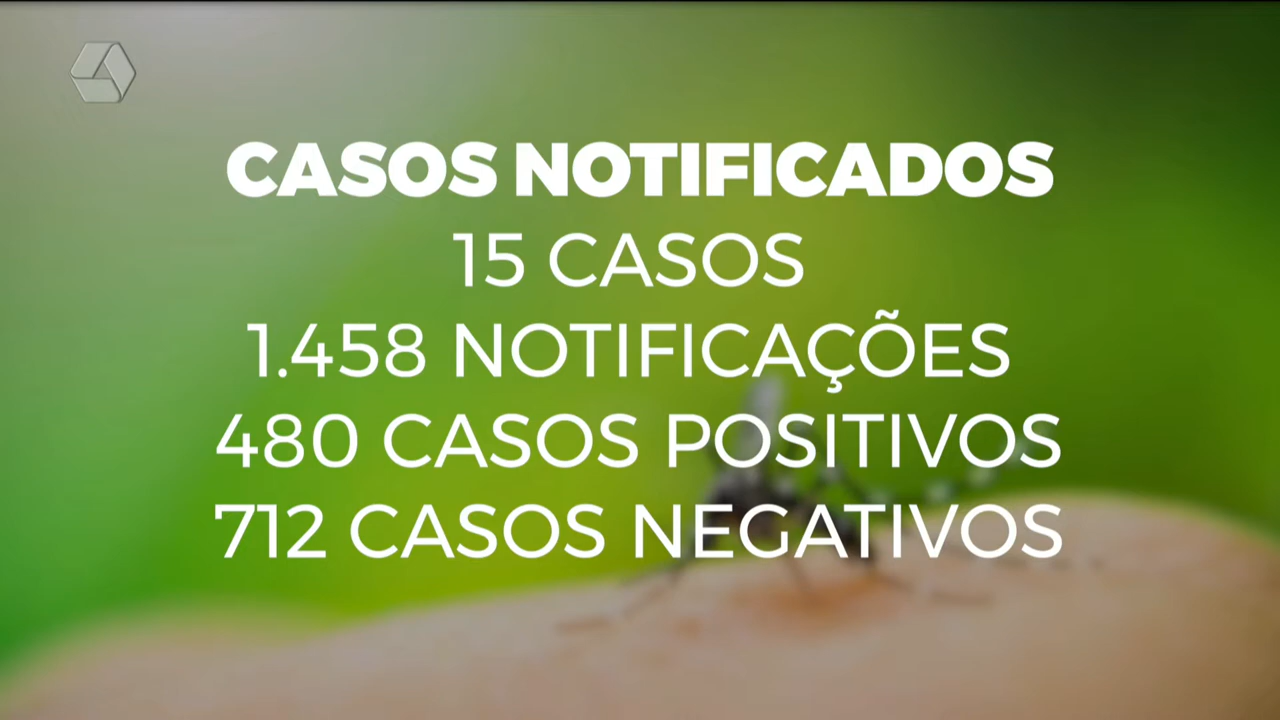 CASOS NOTIFICADOS
15 CASOS
1.458 NOTIFICAÇÕES
480 CASOS POSITIVOS
712 CASOS NEGATIVOS